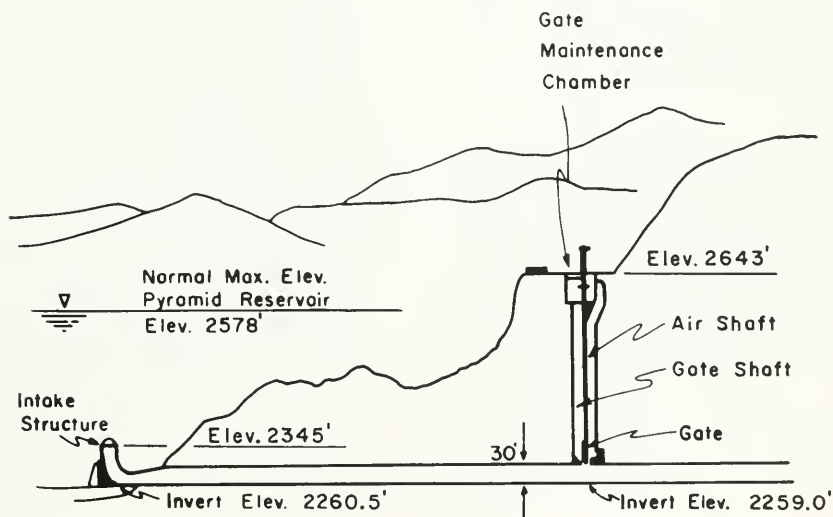 Gate
Maintenance
Chamber
Elev. 2643'
Normal Max. Elev.
Pyramid Reservoir
Elev. 2578'
Air Shaft
Gate Shaft
Intake
Structure
Elev. 2345'
30'
Gate
Invert Elev. 2260.5'
Invert Elev. 2259.0'